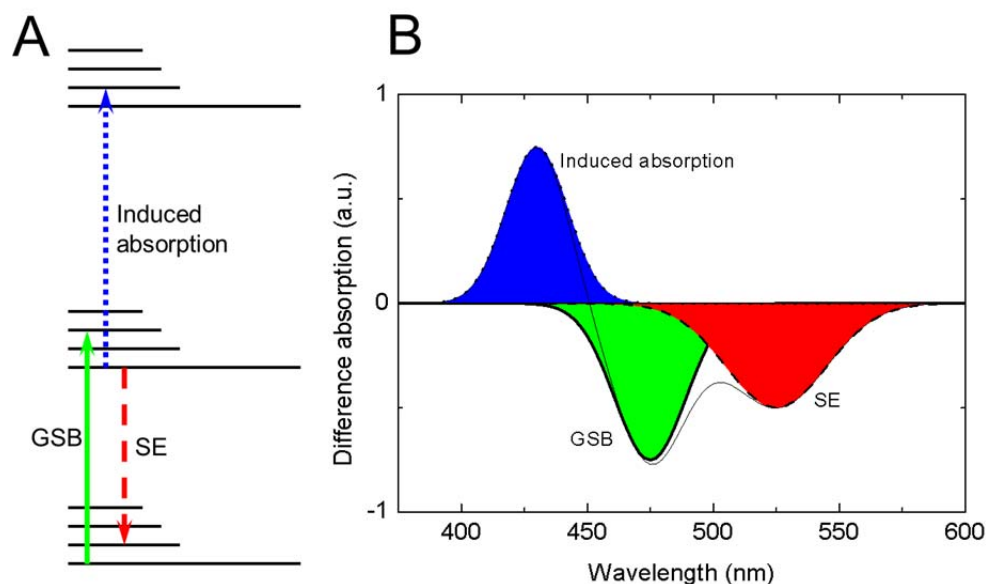 A
Induced
absorption
GSB
SE
B
Difference absorption (a.u.)
1
0
-1
Induced absorption
GSB
SE
400
450
500
550
600
Wavelength (nm)